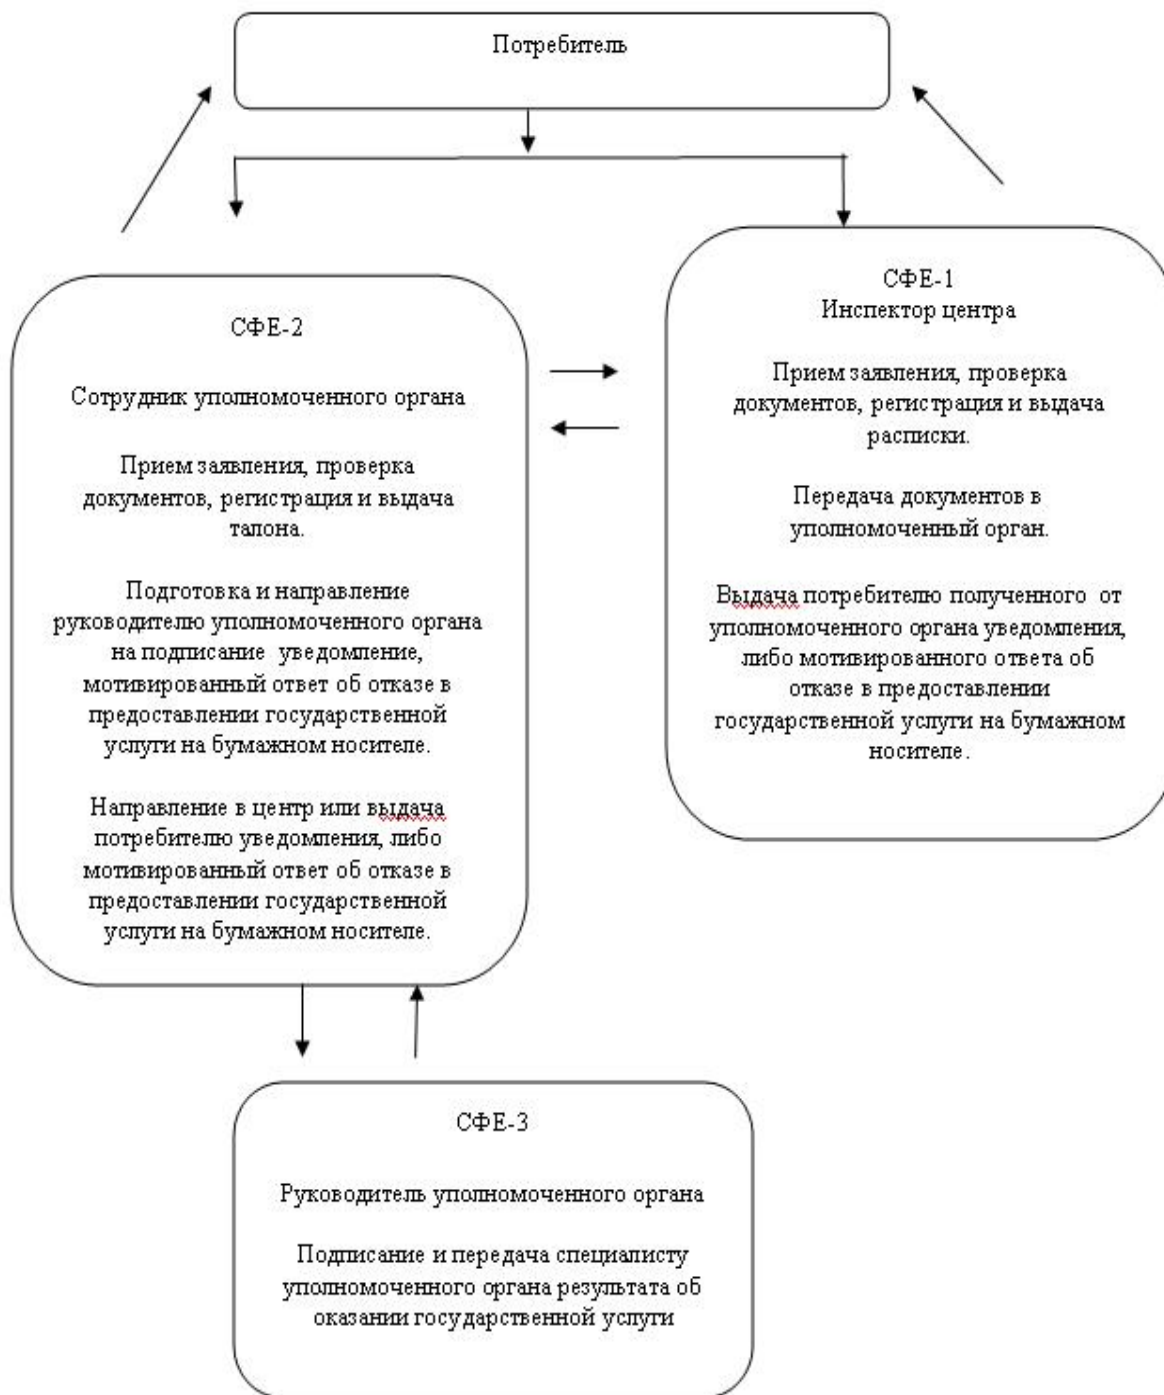 Потребитель
СФЕ-2
Сотрудник уполномоченного органа
Прием заявления, проверка
документов, регистрация и выдача
талона.
Подготовка и направление
руководителю уполномоченного органа
на подписание уведомление,
мотивированный ответ об отказе в
предоставлении государственной
услуги на бумажном носителе.
Направление в центр или выдача
потребителю уведомления, либо
мотивированный ответ об отказе в
предоставлении государственной
услуги на бумажном носителе.
СФЕ-1
Инспектор центра
Прием заявления, проверка
документов, регистрация и выдача
расписки.
Передача документов в
уполномоченный орган.
Выдача потребителю полученного от
уполномоченного органа уведомления,
либо мотивированного ответа об
отказе в предоставлении
государственной услуги на бумажном
носителе.
СФЕ-3
Руководитель уполномоченного органа
Подписание и передача специалисту
уполномоченного органа результата об
оказании государственной услуги